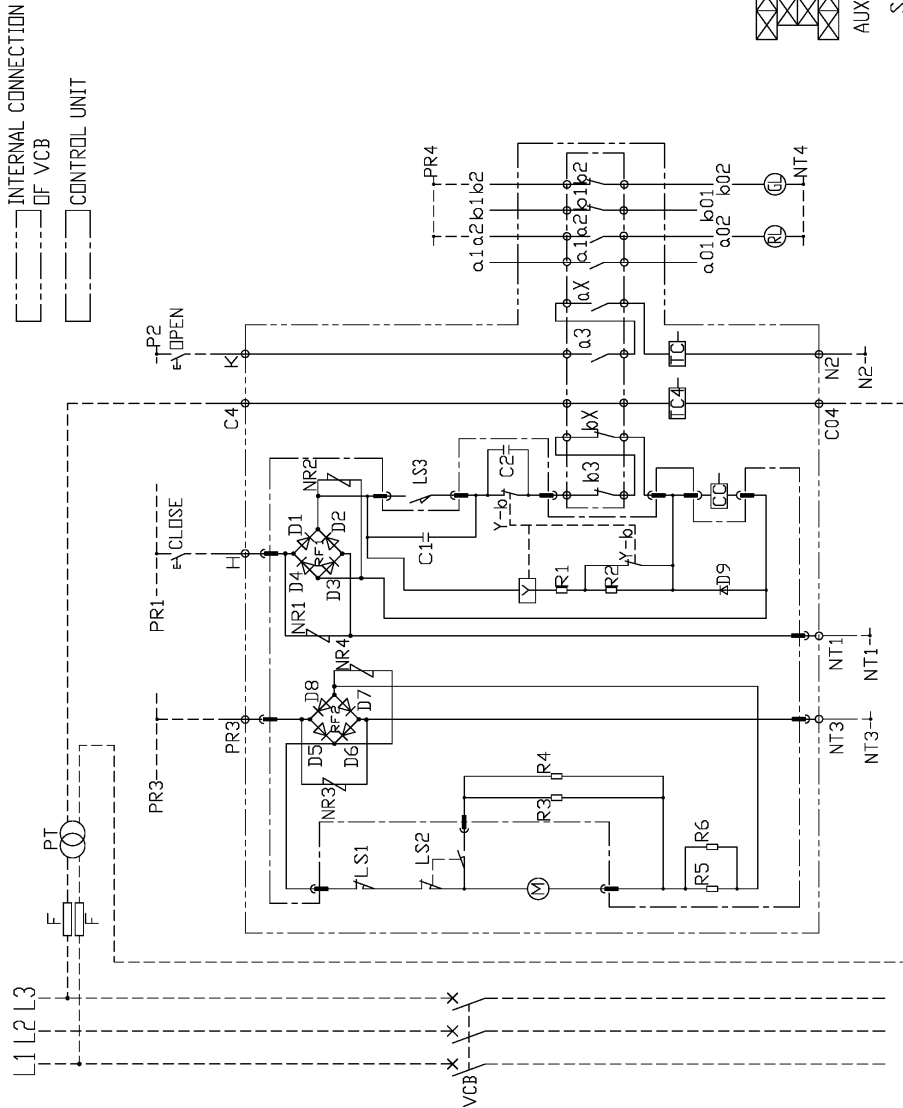 INTERNAL CONNECTION
OF VCB
CONTROL UNIT
AUX
PR4
a1 a2 b1 b2
a1 a2 b1 b2
a01
a02
b01
b02
RL
GL
NT4
P2
OPEN
K
aX
a3
TC
N2
N2
C4
TC4
C04
PR1
CLOSE
H
NR2
D1
D2
D3
D4
RF1
NR1
LS3
C1
C2
Y-b
bX
b3
Y
R1
R2
Y-b
CC
D9
NT1
NT1
PR3
PR3
NR4
D8
D7
D5
D6
RF2
NR3
NT3
NT3
PT
F
F
LS1
LS2
R4
R3
M
R5
R6
L1 L2 L3
VCB